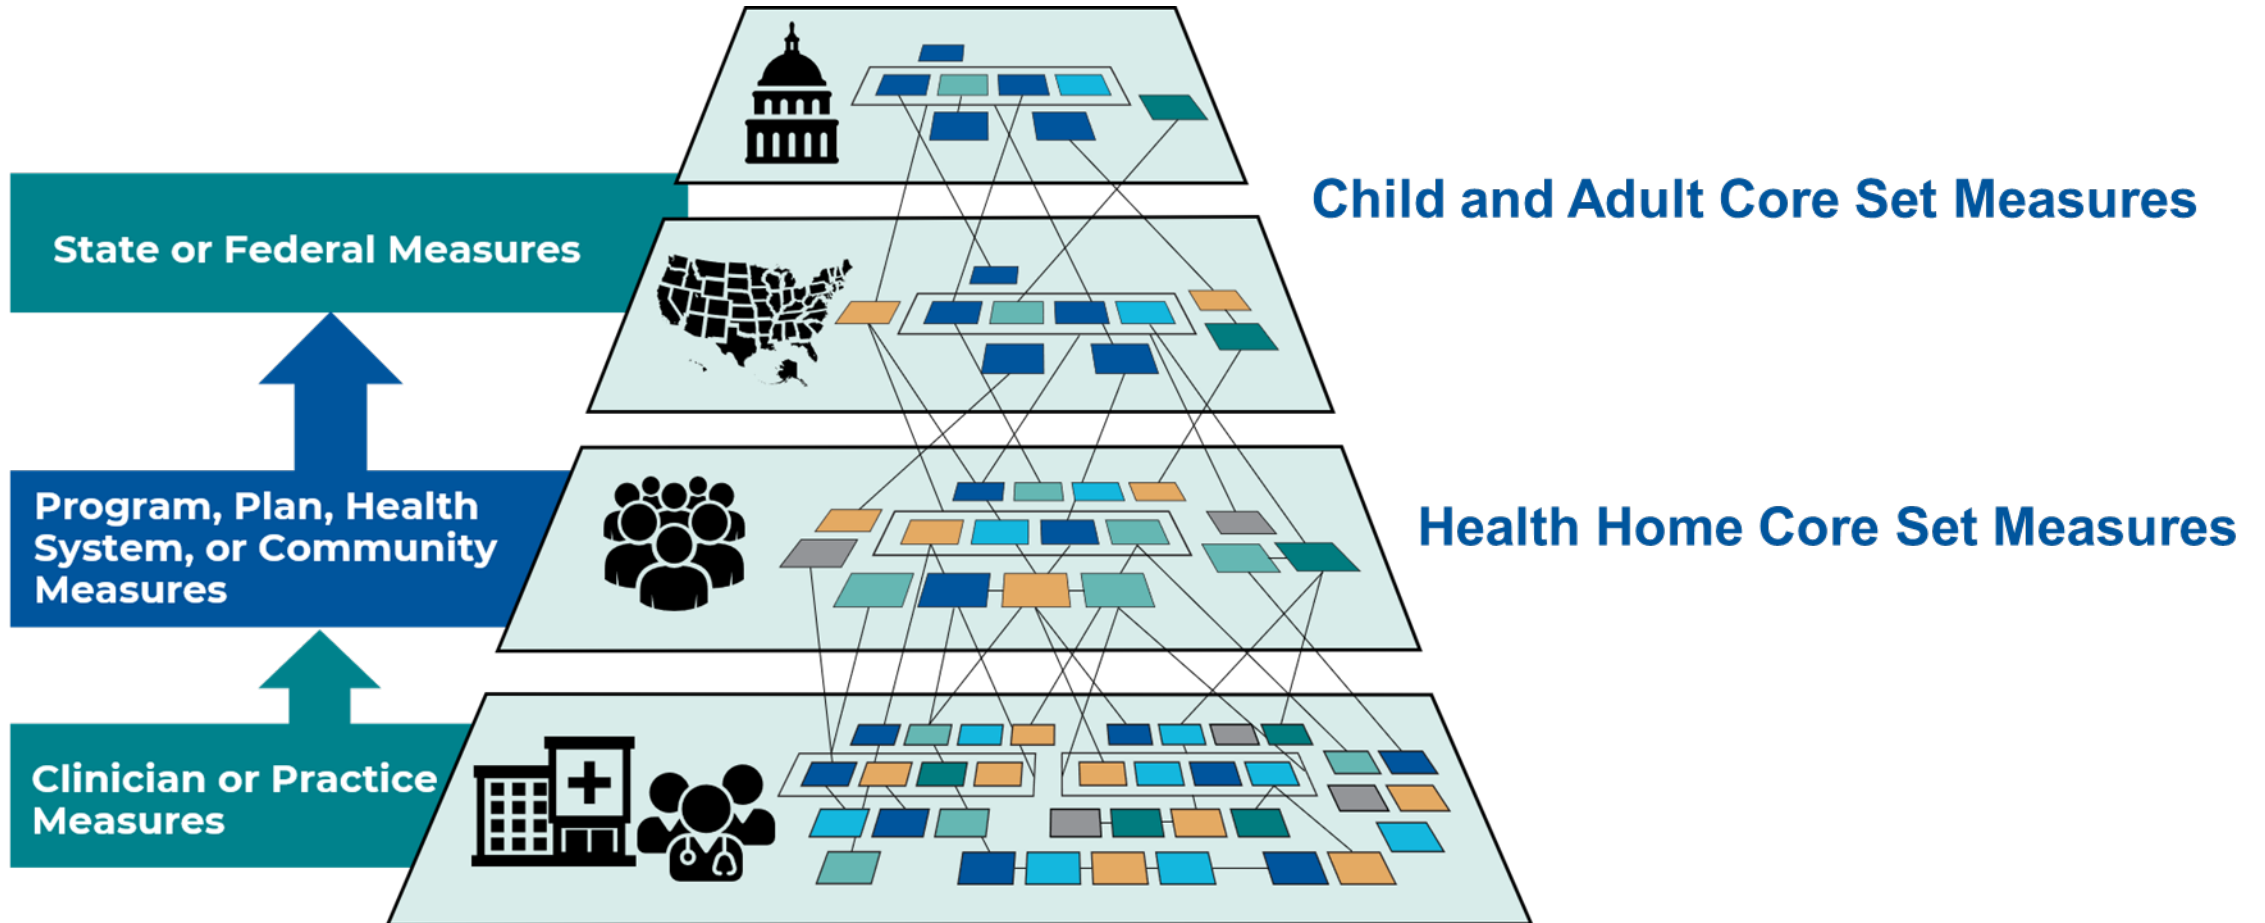 Child and Adult Core Set Measures
State or Federal Measures
Program, Plan, Health
System, or Community
Measures
Health Home Core Set Measures
Clinician or Practice
Measures